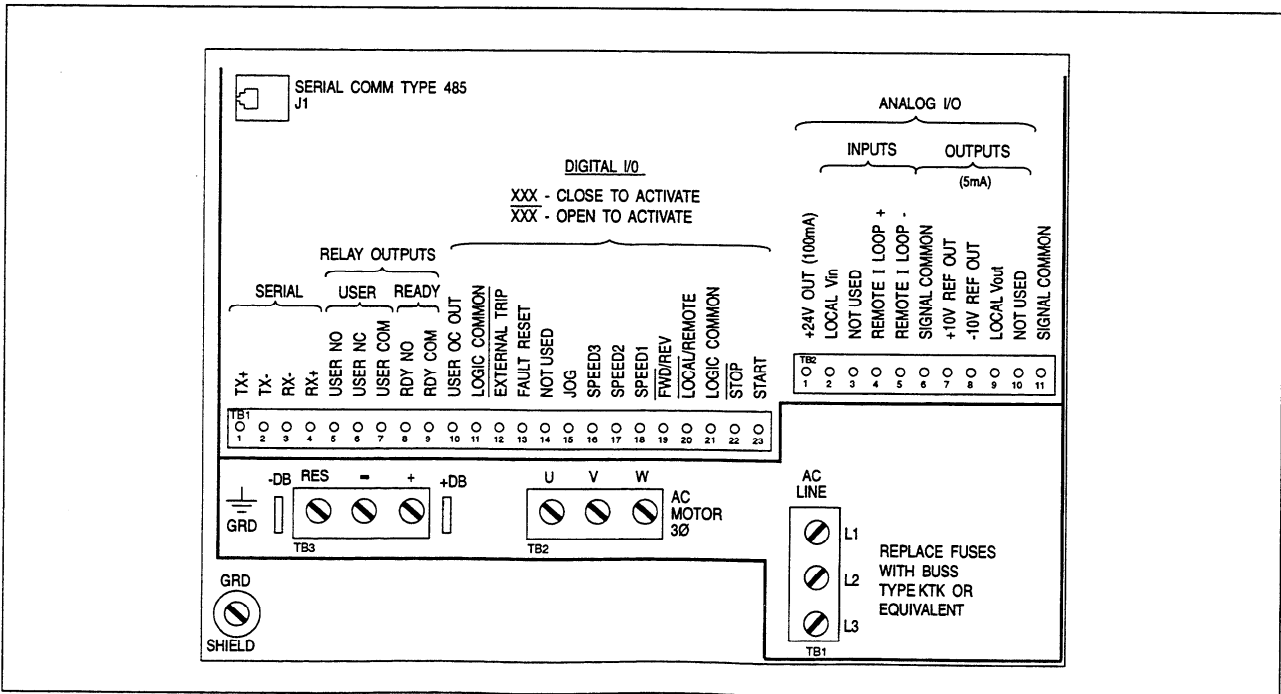 SERIAL COMM TYPE 485
J1
ANALOG I/O
INPUTS
OUTPUTS
(5mA)
DIGITAL I/O
XXX - CLOSE TO ACTIVATE
XXX - OPEN TO ACTIVATE
RELAY OUTPUTS
SERIAL
USER
READY
TX+
TX-
RX-
RX+
USER NO
USER NC
USER COM
RDY NO
RDY COM
USER OC OUT
LOGIC COMMON
EXTERNAL TRIP
FAULT RESET
NOT USED
JOG
SPEED3
SPEED2
SPEED1
FWD/REV
LOCAL/REMOTE
LOGIC COMMON
STOP
START
TB1
1 2 3 4 5 6 7 8 9 10 11 12 13 14 15 16 17 18 19 20 21 22 23
+24V OUT (100mA)
LOCAL Vin
NOT USED
REMOTE I LOOP +
REMOTE I LOOP -
SIGNAL COMMON
+10V REF OUT
-10V REF OUT
LOCAL Vout
NOT USED
SIGNAL COMMON
TB2
1 2 3 4 5 6 7 8 9 10 11
GRD
-DB
RES
-
+
+DB
TB3
U
V
W
AC
MOTOR
3Ø
TB2
AC
LINE
L1
L2
L3
TB1
REPLACE FUSES
WITH BUSS
TYPE KTK OR
EQUIVALENT
GRD
SHIELD